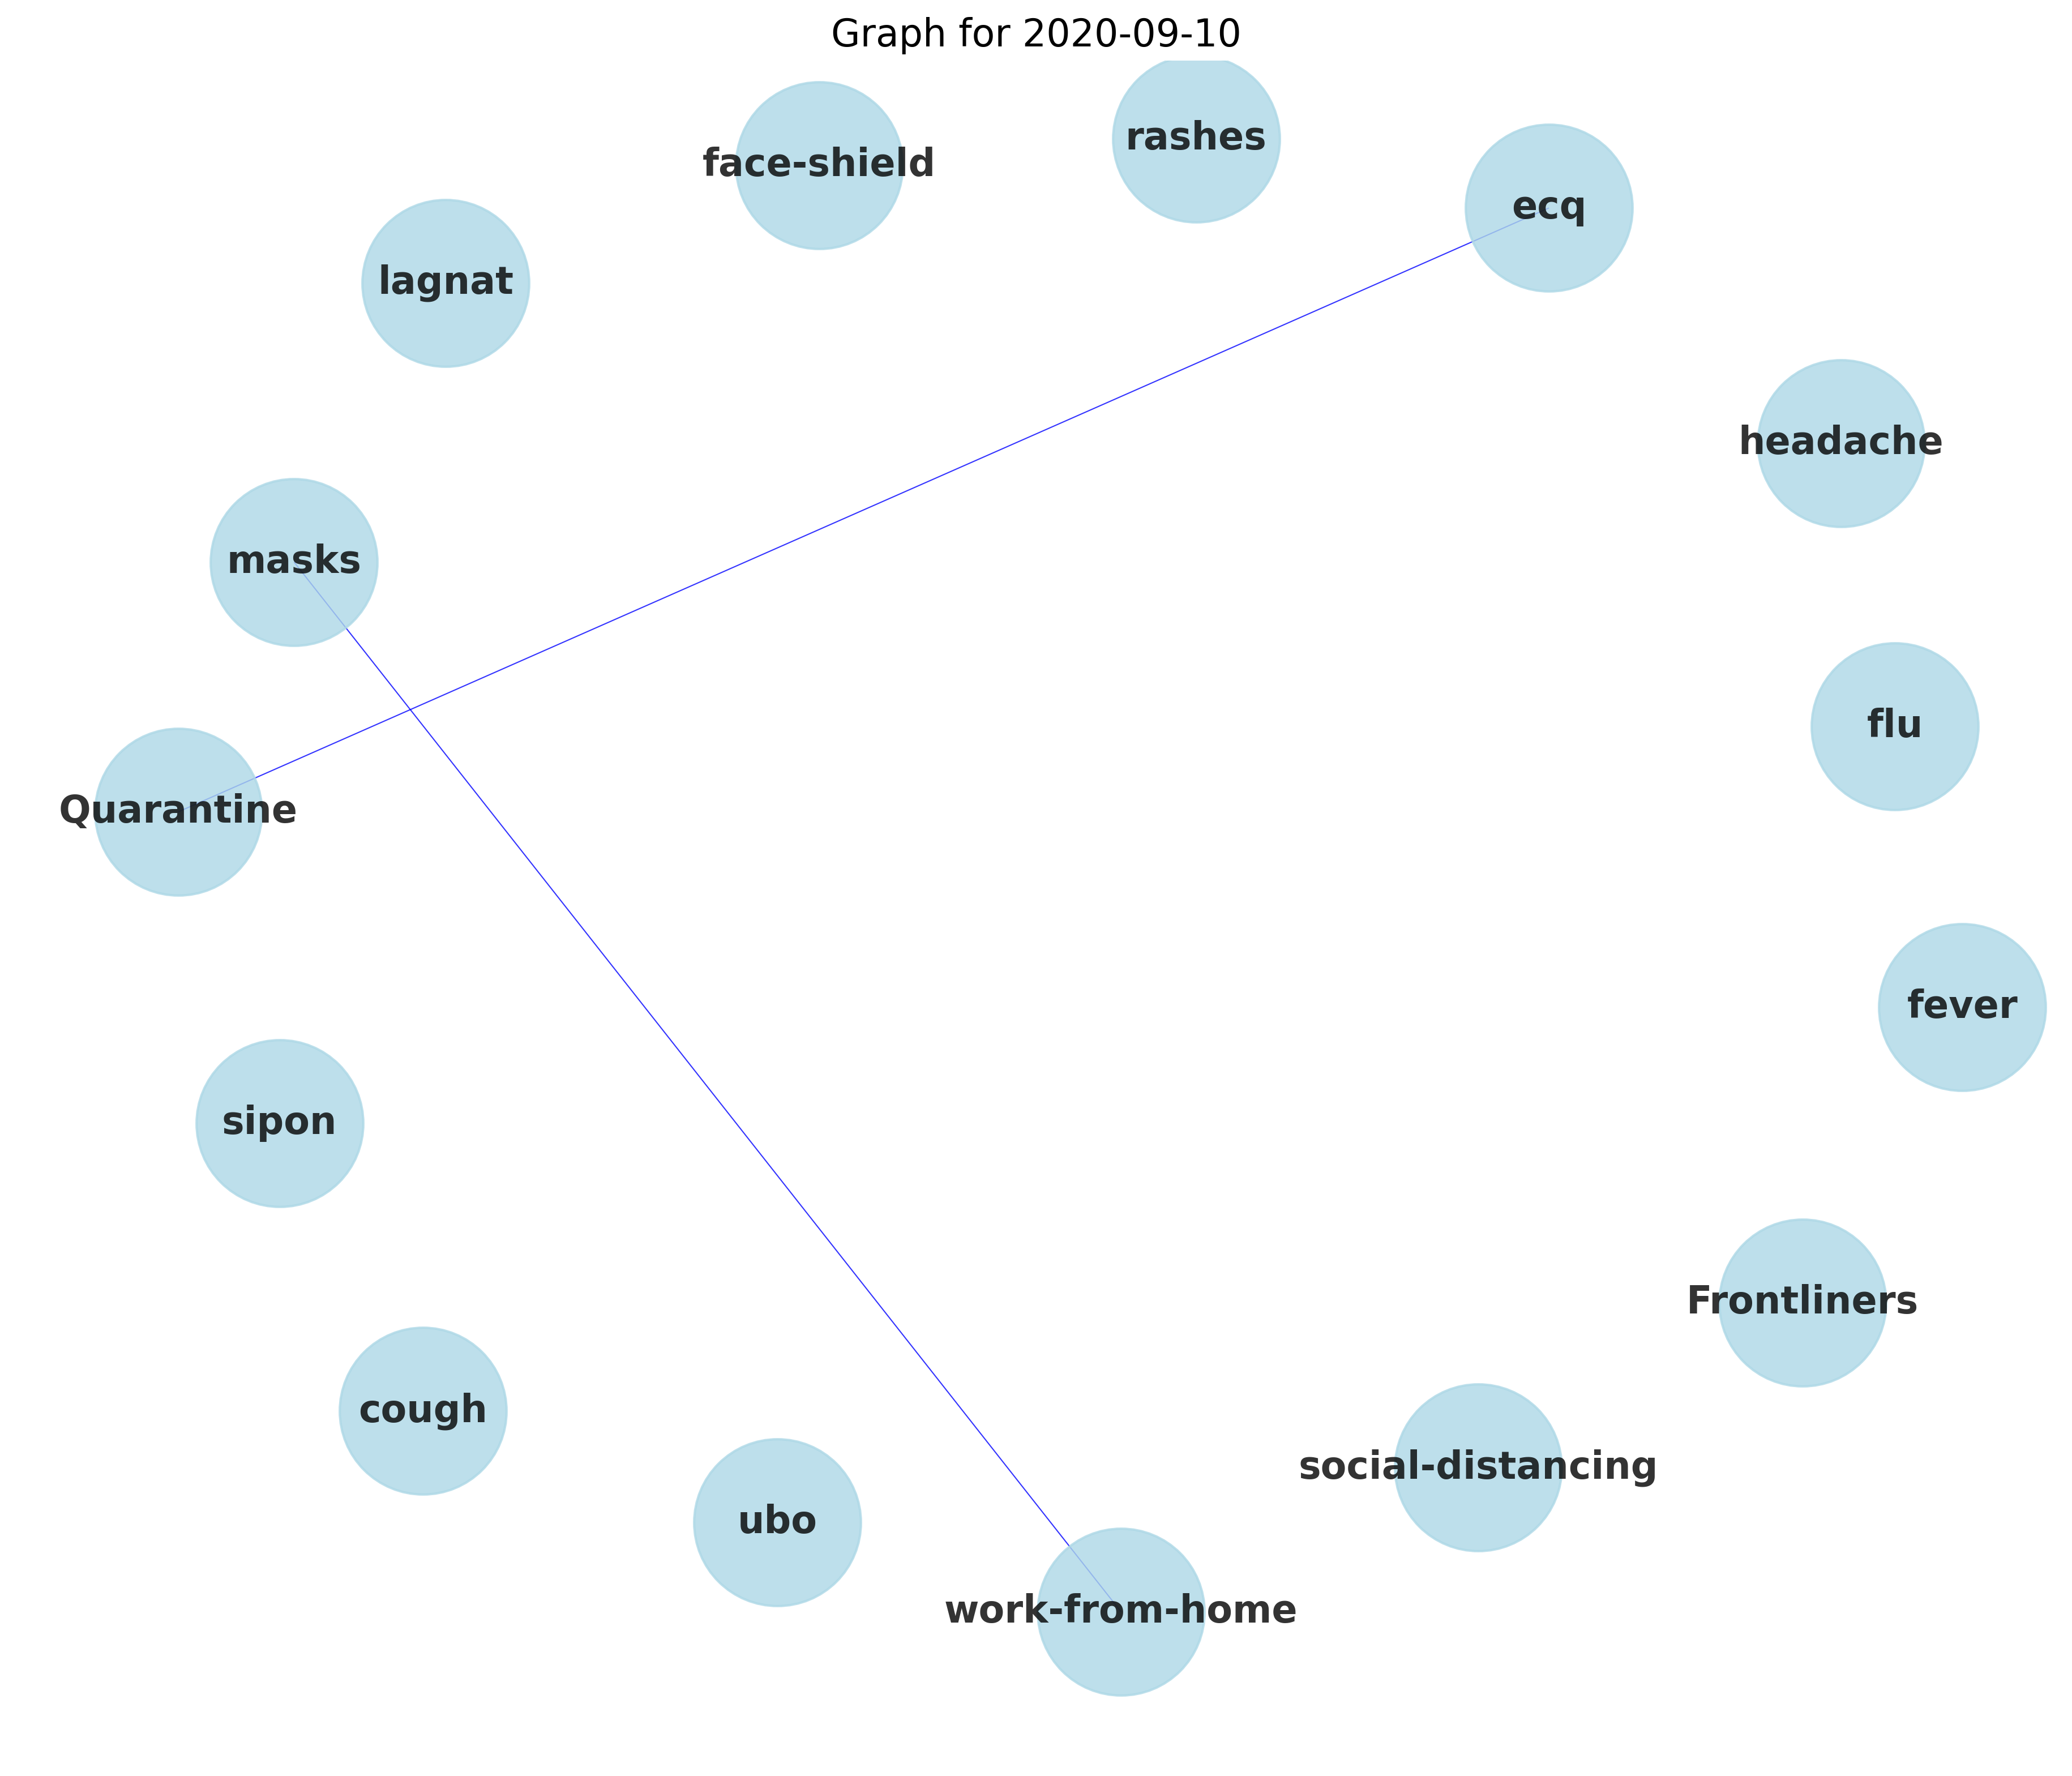 Graph for 2020-09-10
rashes
face-shield
ecq
lagnat
headache
masks
flu
Quarantine
fever
sipon
Frontliners
cough
social-distancing
ubo
work-from-home